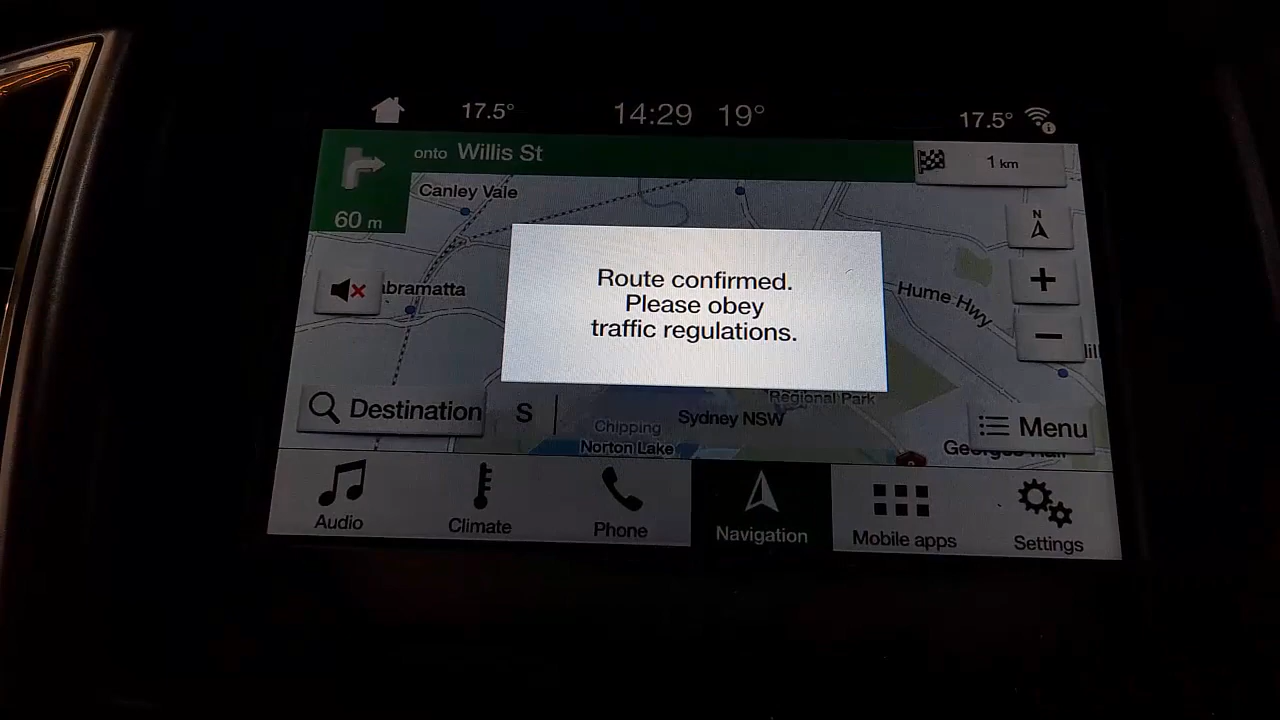 17.5° 14:29 19° 17.5°
onto Willis St
1 km
Canley Vale
60 m
N
abramatta
Hume Hwy
Route confirmed.
Please obey
traffic regulations.
Regional Park
Destination
S
Sydney NSW
Chipping
Norton Lake
Menu
Georges Hall
Audio
Climate
Phone
Navigation
Mobile apps
Settings